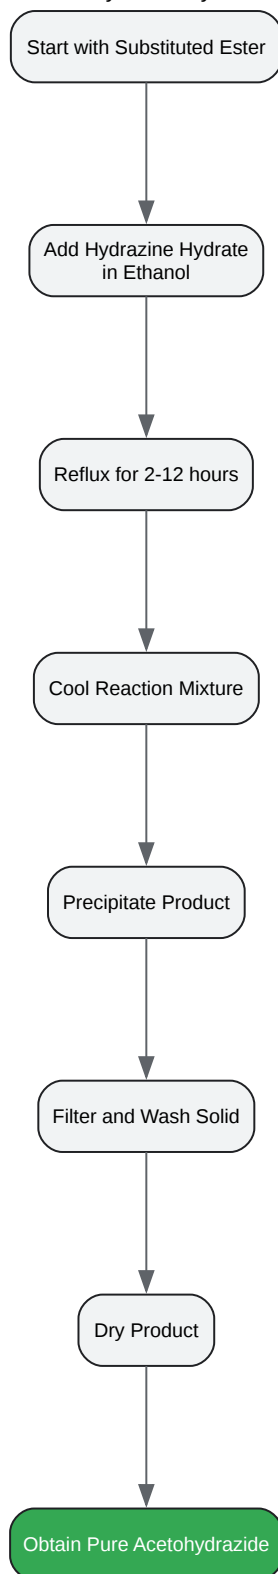 Start with Substituted Ester
Add Hydrazine Hydrate
in Ethanol
Reflux for 2-12 hours
Cool Reaction Mixture
Precipitate Product
Filter and Wash Solid
Dry Product
Obtain Pure Acetohydrazide